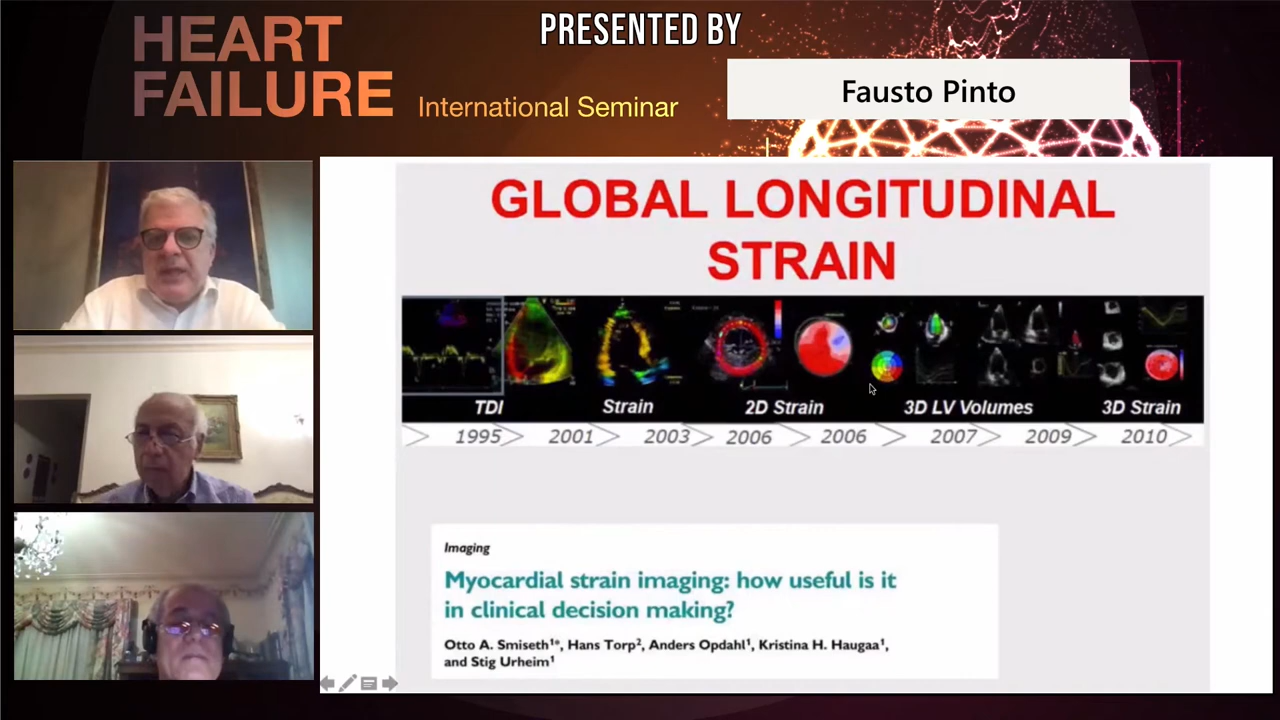 HEART
FAILURE
International Seminar
PRESENTED BY
Fausto Pinto
GLOBAL LONGITUDINAL
STRAIN
TDI
Strain
2D Strain
3D LV Volumes
3D Strain
1995
2001
2003
2006
2006
2007
2009
2010
Imaging
Myocardial strain imaging: how useful is it
in clinical decision making?
Otto A. Smiseth¹*, Hans Torp², Anders Opdahl¹, Kristina H. Haugaa¹,
and Stig Urheim¹